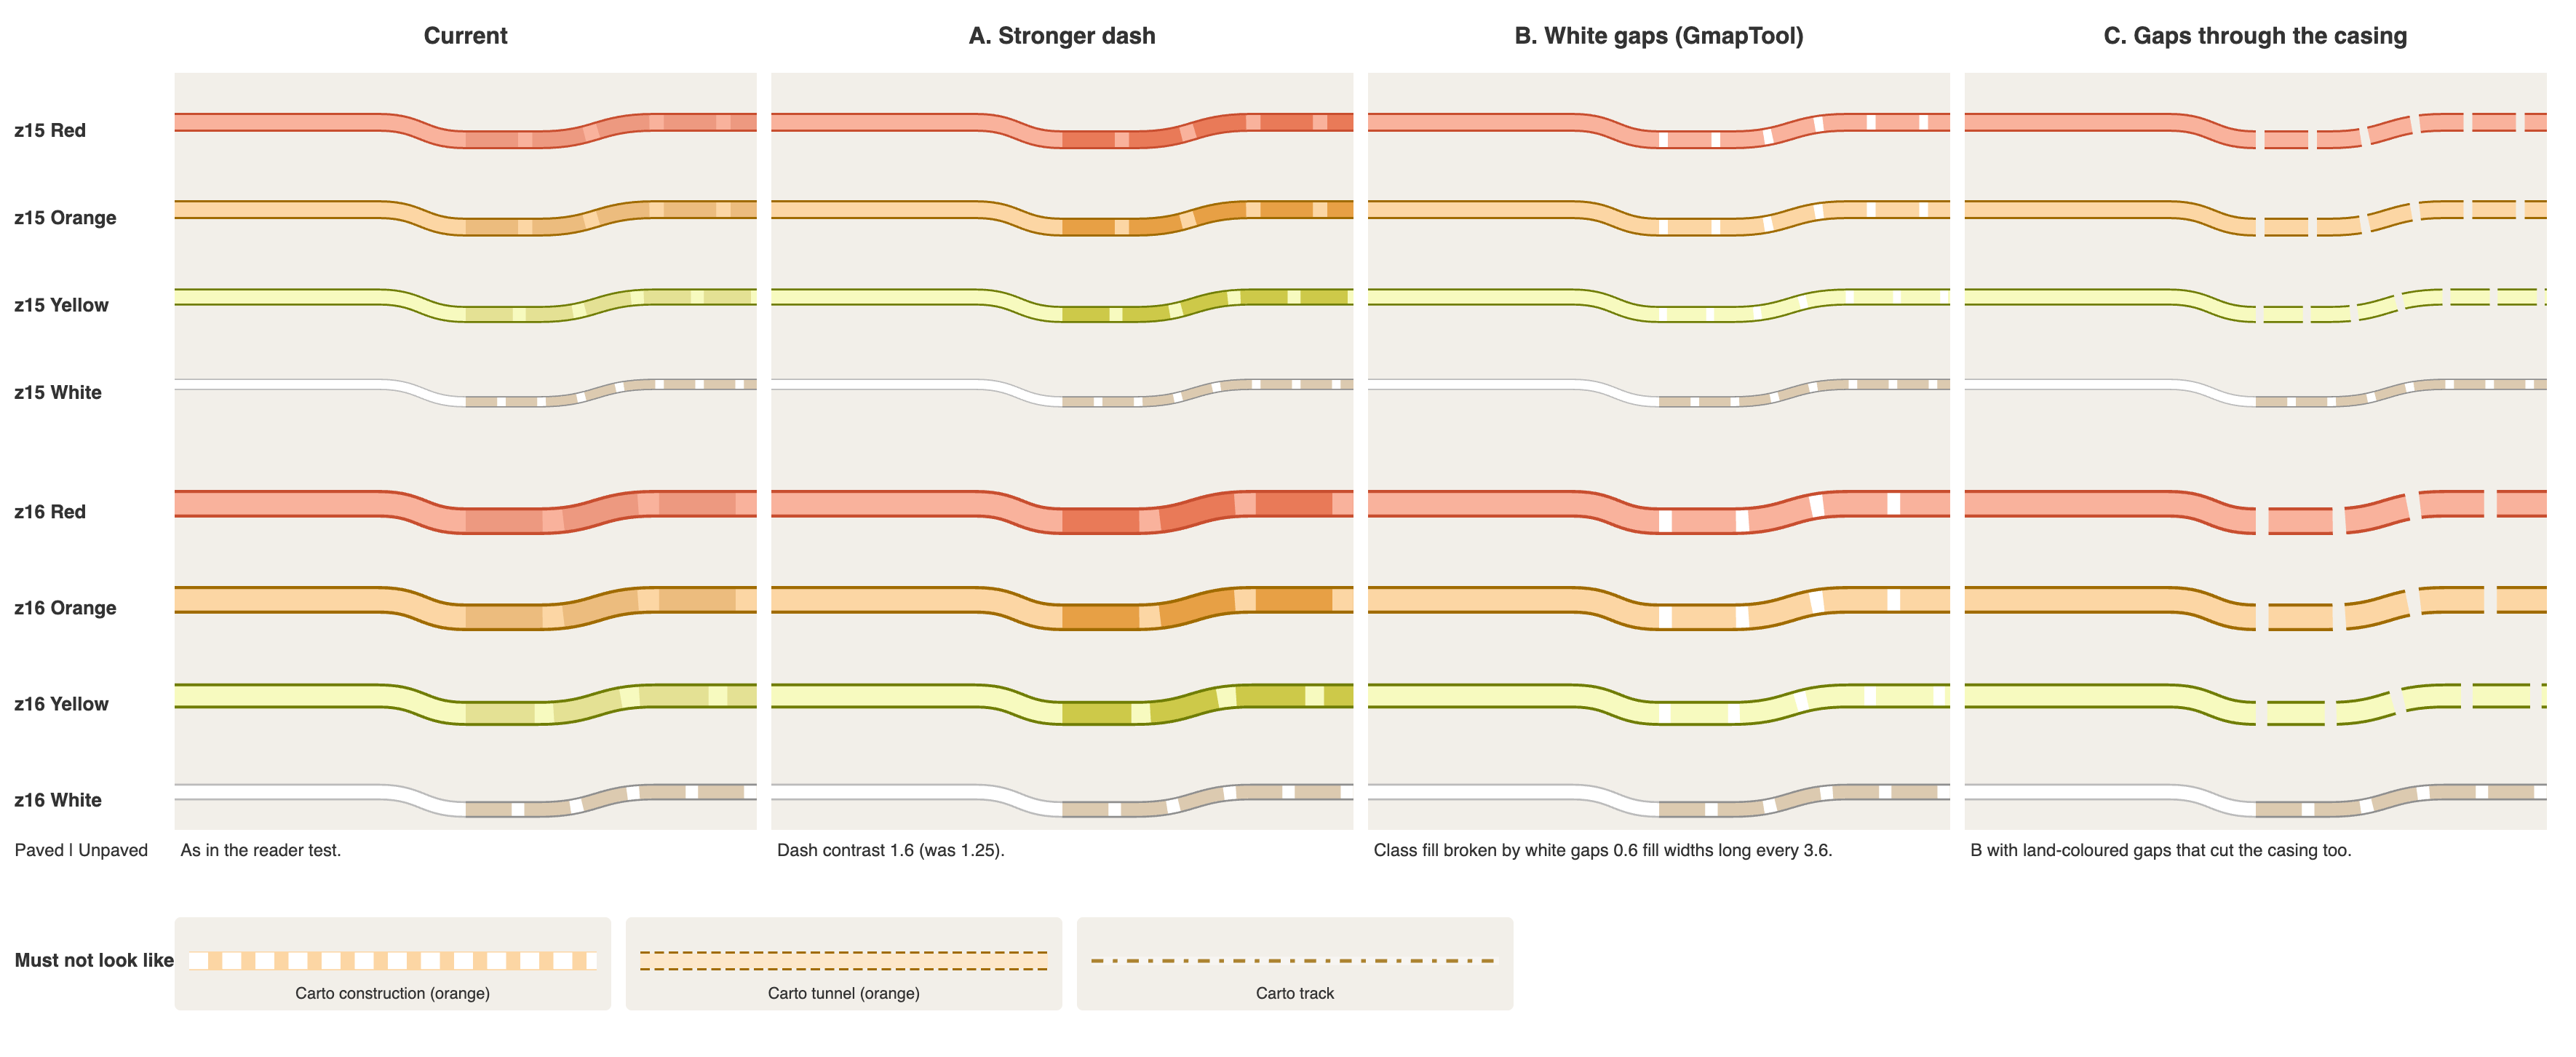 Current
A. Stronger dash
B. White gaps (GmapTool)
C. Gaps through the casing
z15 Red
z15 Orange
z15 Yellow
z15 White
z16 Red
z16 Orange
z16 Yellow
z16 White
Paved | Unpaved
As in the reader test.
Dash contrast 1.6 (was 1.25).
Class fill broken by white gaps 0.6 fill widths long every 3.6.
B with land-coloured gaps that cut the casing too.
Must not look like
Carto construction (orange)
Carto tunnel (orange)
Carto track